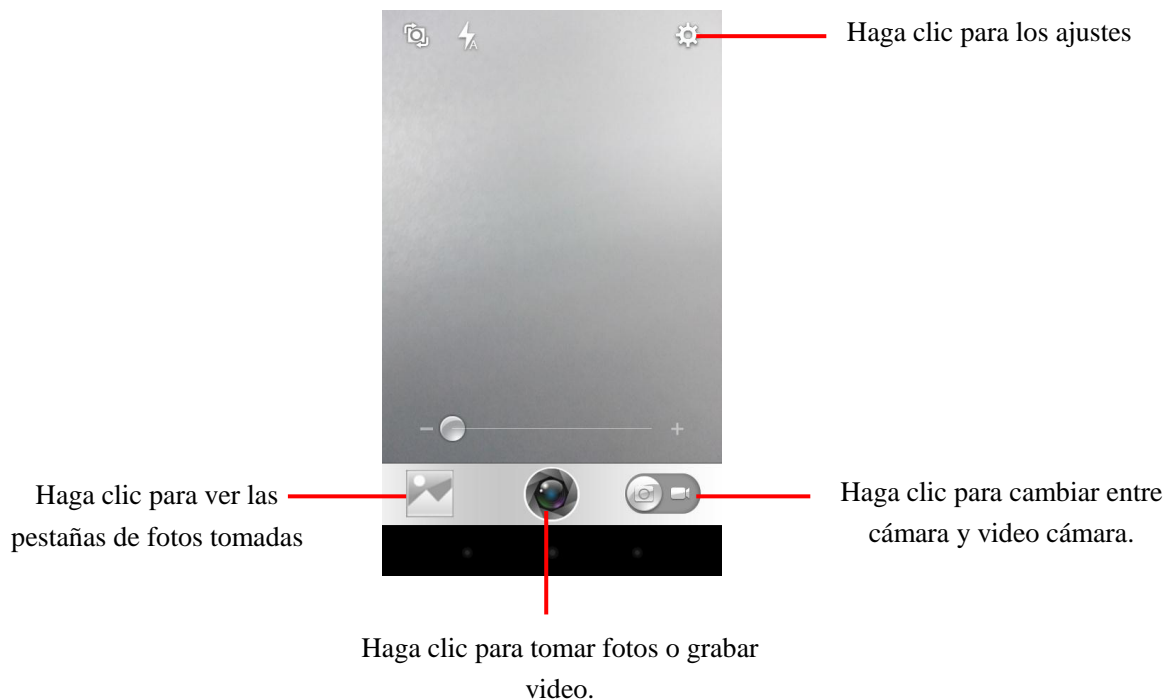 Haga clic para los ajustes
Haga clic para ver las
pestañas de fotos tomadas
Haga clic para cambiar entre
cámara y video cámara.
Haga clic para tomar fotos o grabar
video.